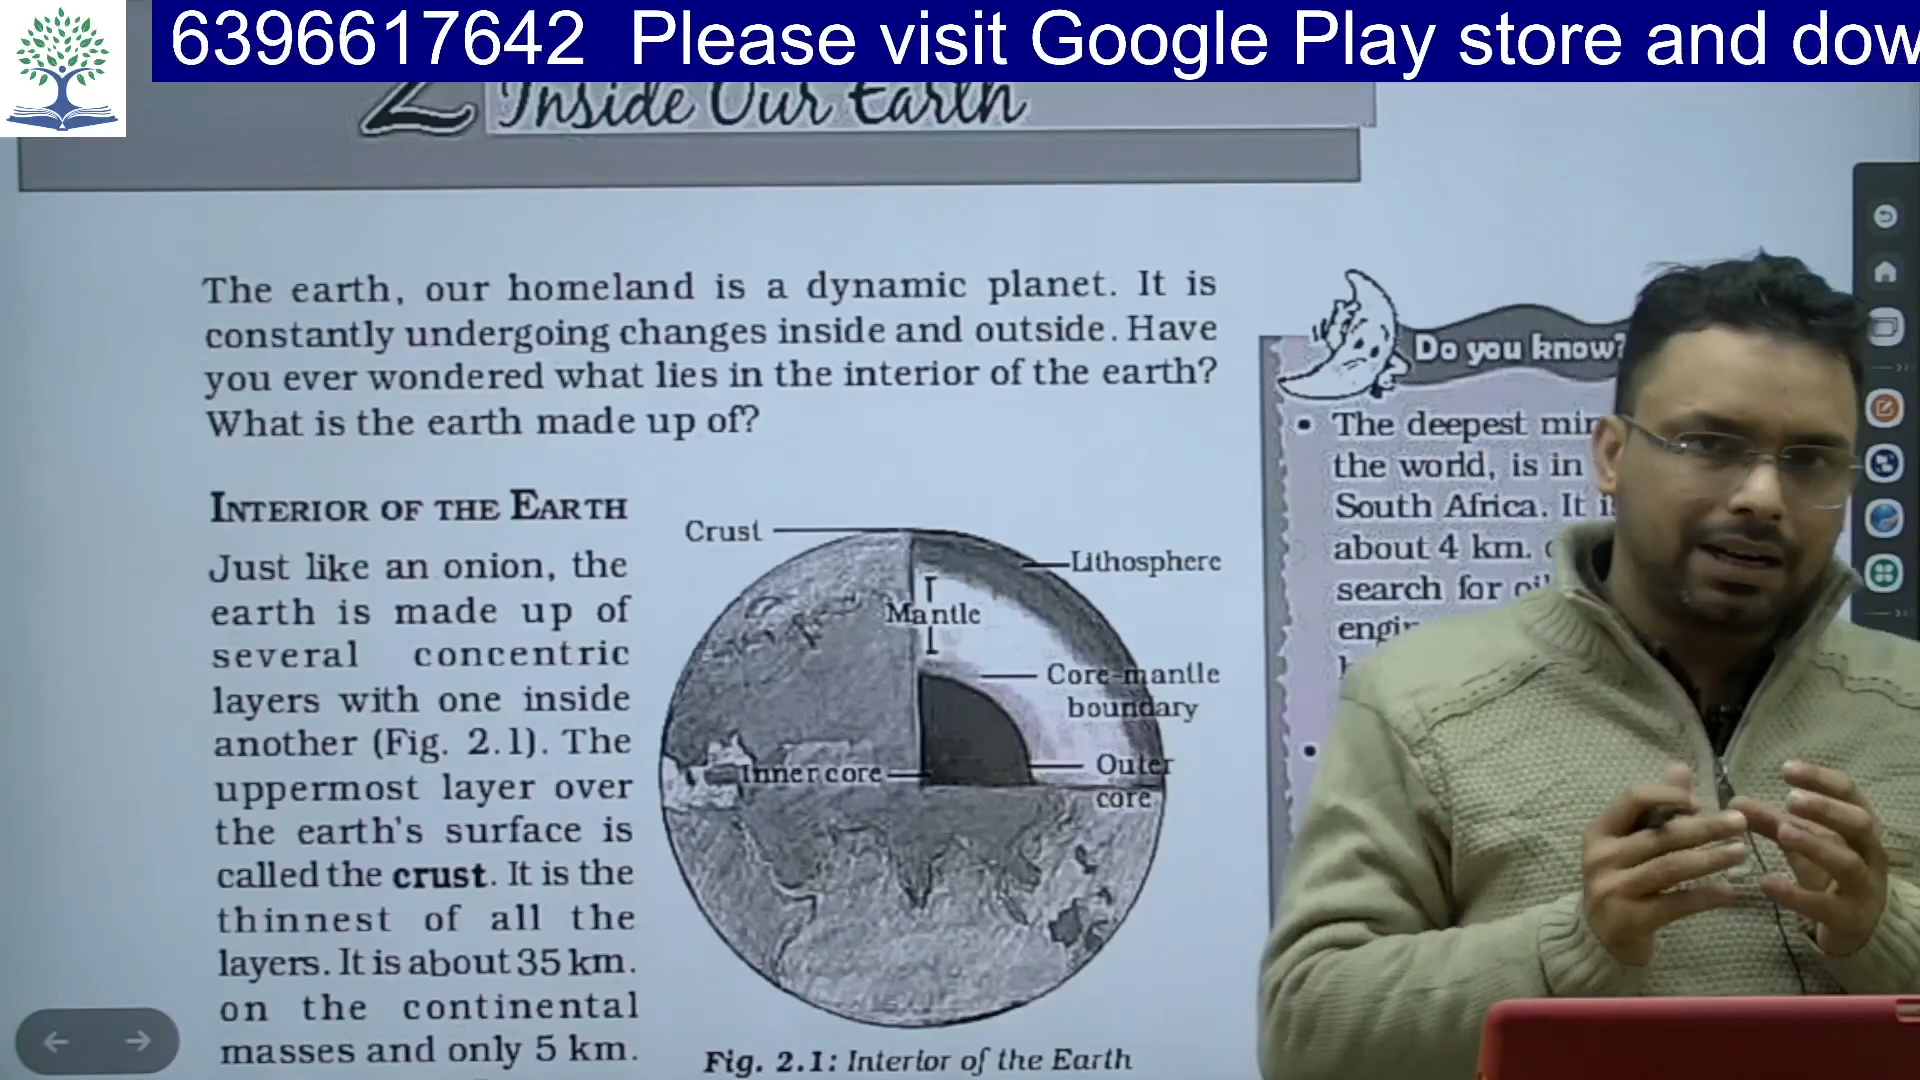 6396617642 Please visit Google Play store and dow
2 Inside Our Earth
The earth, our homeland is a dynamic planet. It is
constantly undergoing changes inside and outside. Have
you ever wondered what lies in the interior of the earth?
What is the earth made up of?
INTERIOR OF THE EARTH
Just like an onion, the
earth is made up of
several concentric
layers with one inside
another (Fig. 2.1). The
uppermost layer over
the earth's surface is
called the crust. It is the
thinnest of all the
layers. It is about 35 km.
on the continental
masses and only 5 km.
Crust
Lithosphere
Mantle
Core-mantle
boundary
Inner core
Outer
core
Fig. 2.1: Interior of the Earth
Do you know?
• The deepest
the world, is in
South Africa. It
about 4 km.
search for